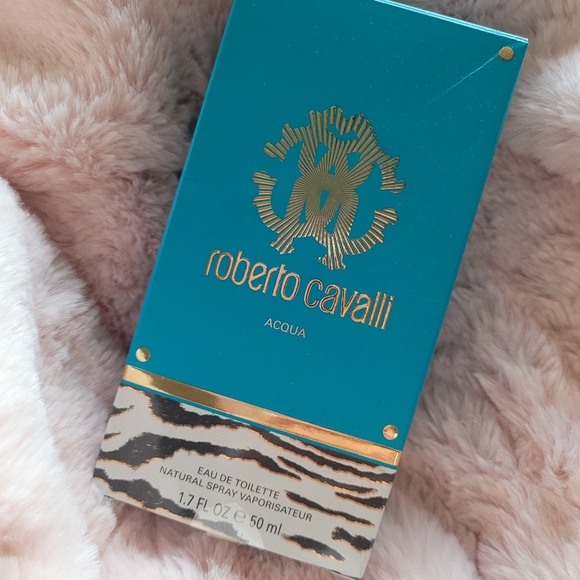 roberto cavalli
ACQUA
EAU DE TOILETTE
NATURAL SPRAY VAPORISATEUR
1.7 FL OZ ℮ 50 ml